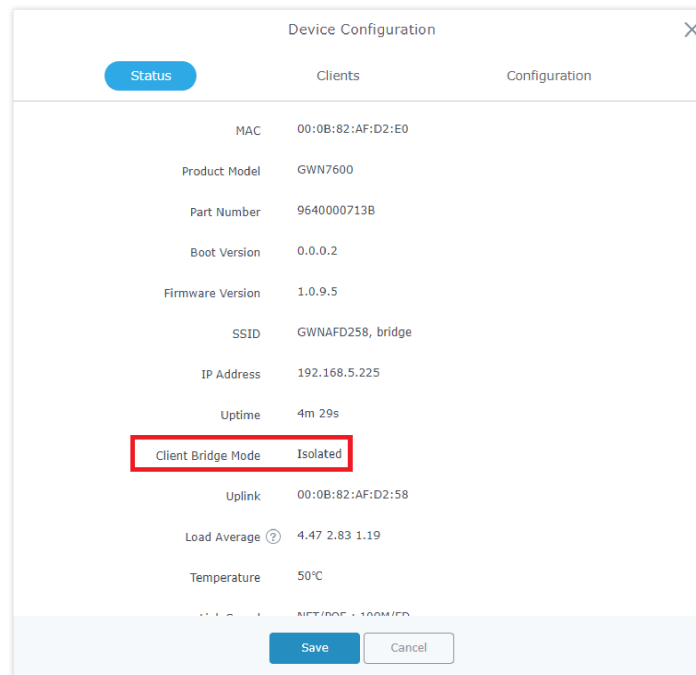 Device Configuration
Status Clients Configuration
MAC 00:0B:82:AF:D2:E0
Product Model GWN7600
Part Number 9640000713B
Boot Version 0.0.0.2
Firmware Version 1.0.9.5
SSID GWNAFD258, bridge
IP Address 192.168.5.225
Uptime 4m 29s
Client Bridge Mode Isolated
Uplink 00:0B:82:AF:D2:58
Load Average ? 4.47 2.83 1.19
Temperature 50℃
Save Cancel